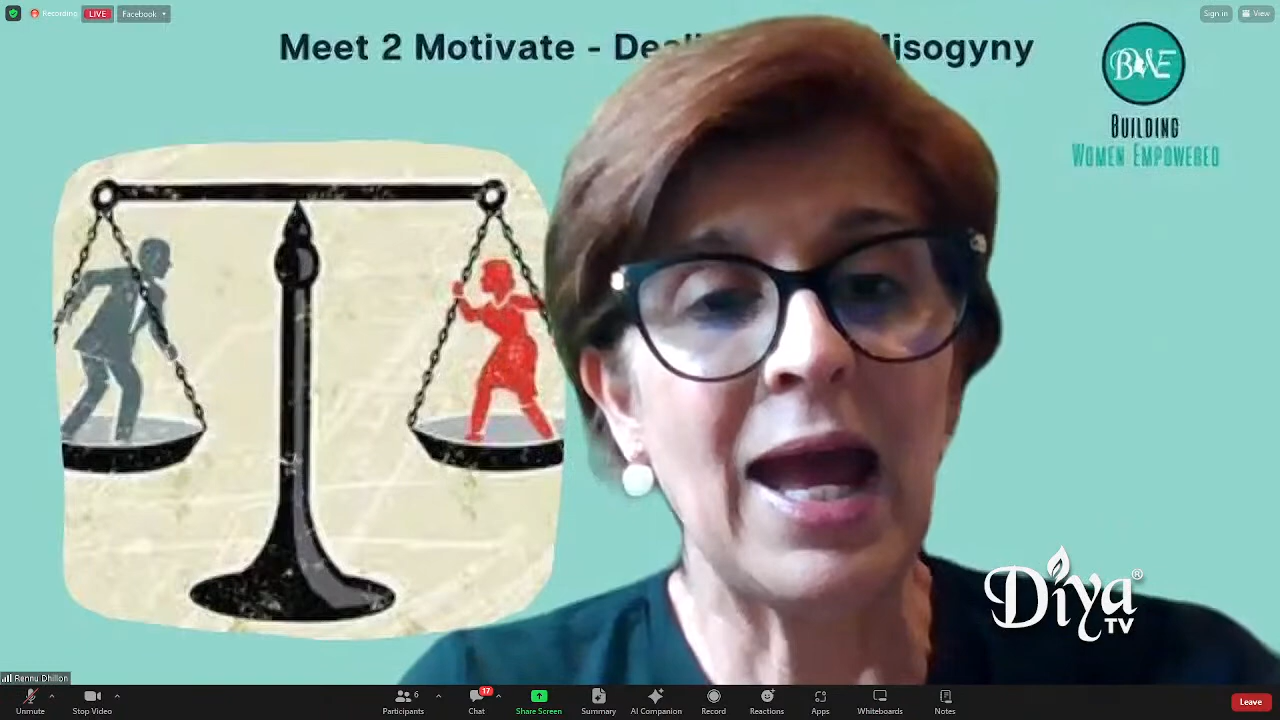 Recording
LIVE
Facebook
Sign in
View
Meet 2 Motivate - Misogyny
BWE
BUILDING
WOMEN EMPOWERED
Diya®
TV
Renny Dhillon
Unmute
Stop Video
6
Participants
17
Chat
Share Screen
Summary
AI Companion
Record
Reactions
Apps
Whiteboards
Notes
Leave